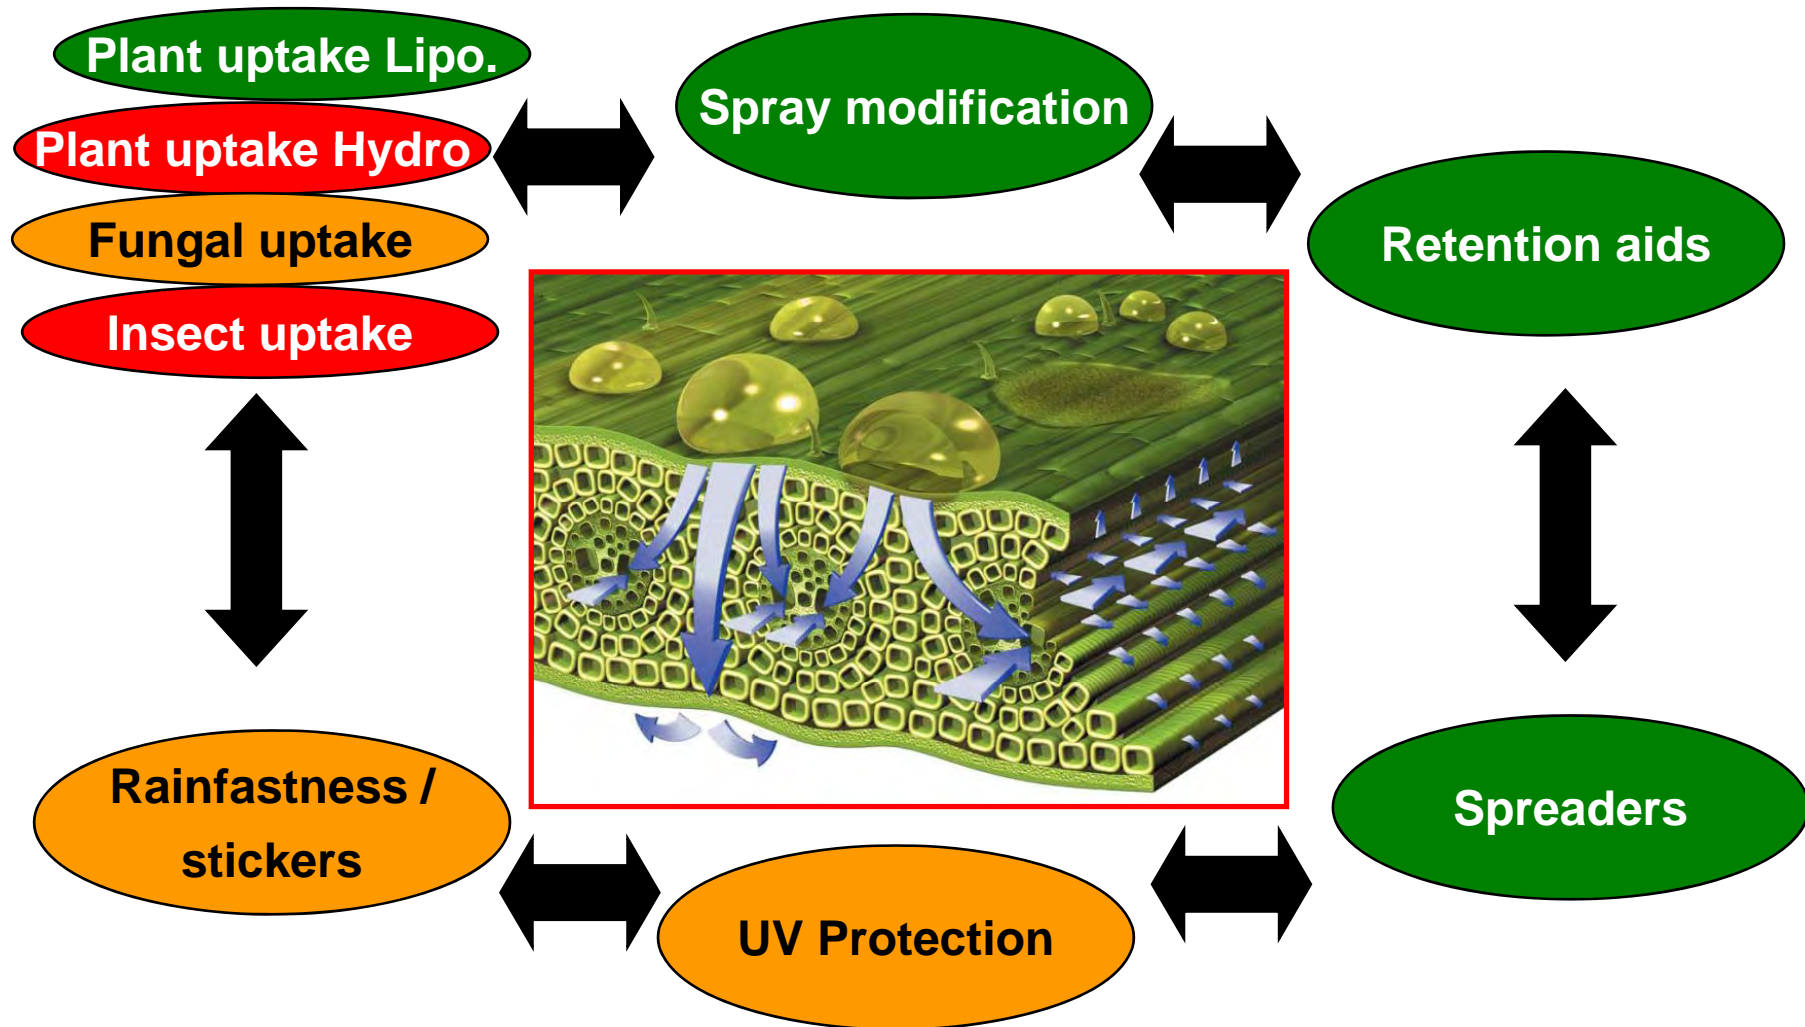 Plant uptake Lipo.
Plant uptake Hydro
Fungal uptake
Insect uptake
Spray modification
Retention aids
Rainfastness /
stickers
UV Protection
Spreaders